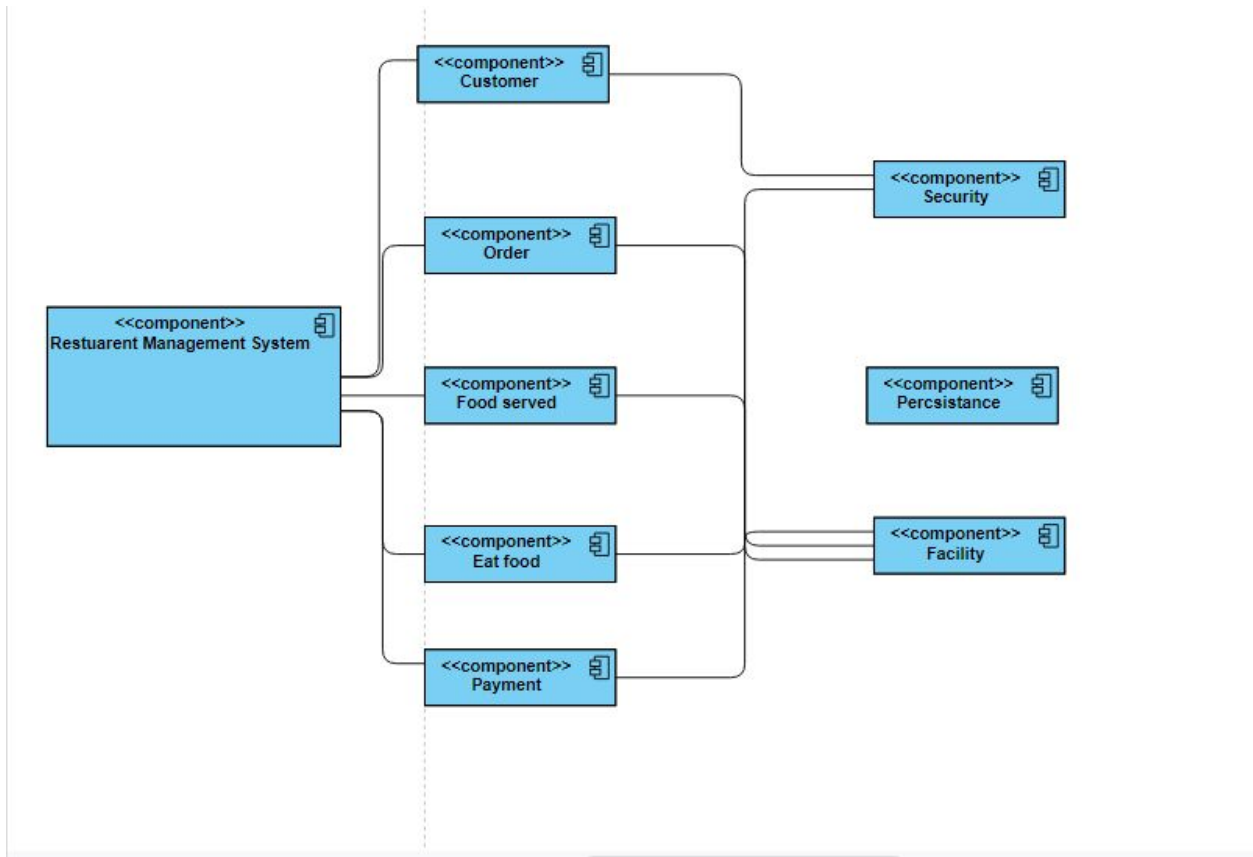 <<component>>
Customer
<<component>>
Security
<<component>>
Order
<<component>>
Restuarent Management System
<<component>>
Food served
<<component>>
Percsistance
<<component>>
Eat food
<<component>>
Facility
<<component>>
Payment